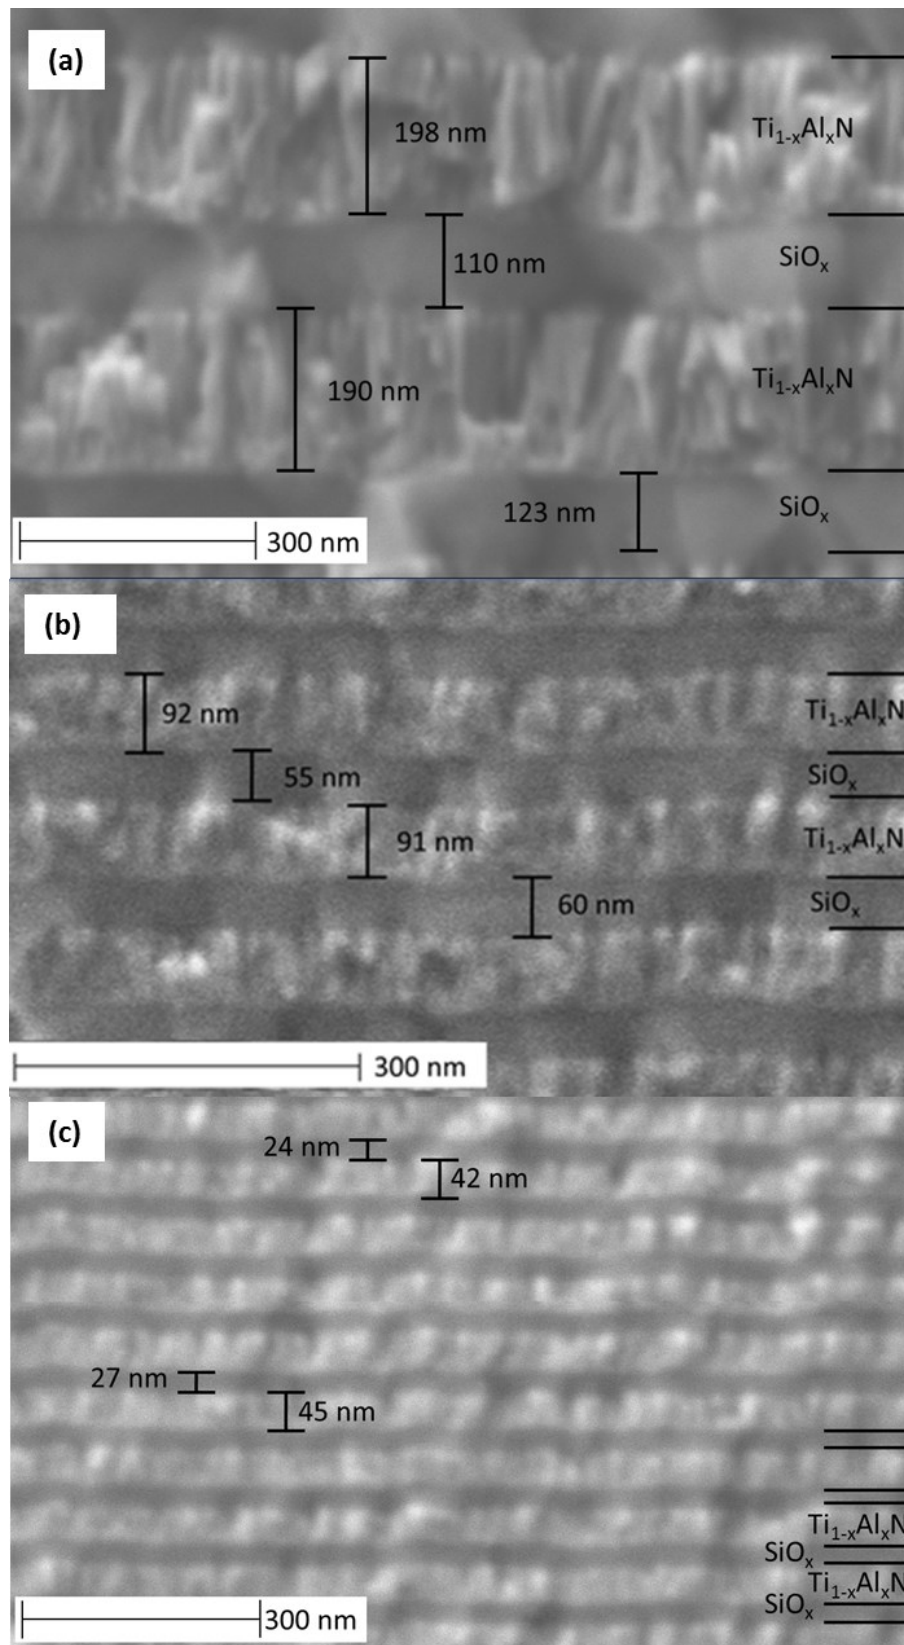 (a)
198 nm
Ti₁₋ₓAlₓN
110 nm
SiOₓ
190 nm
Ti₁₋ₓAlₓN
123 nm
SiOₓ
300 nm
(b)
92 nm
Ti₁₋ₓAlₓN
55 nm
SiOₓ
91 nm
Ti₁₋ₓAlₓN
60 nm
SiOₓ
300 nm
(c)
24 nm
42 nm
27 nm
45 nm
Ti₁₋ₓAlₓN
SiOₓ
Ti₁₋ₓAlₓN
SiOₓ
300 nm